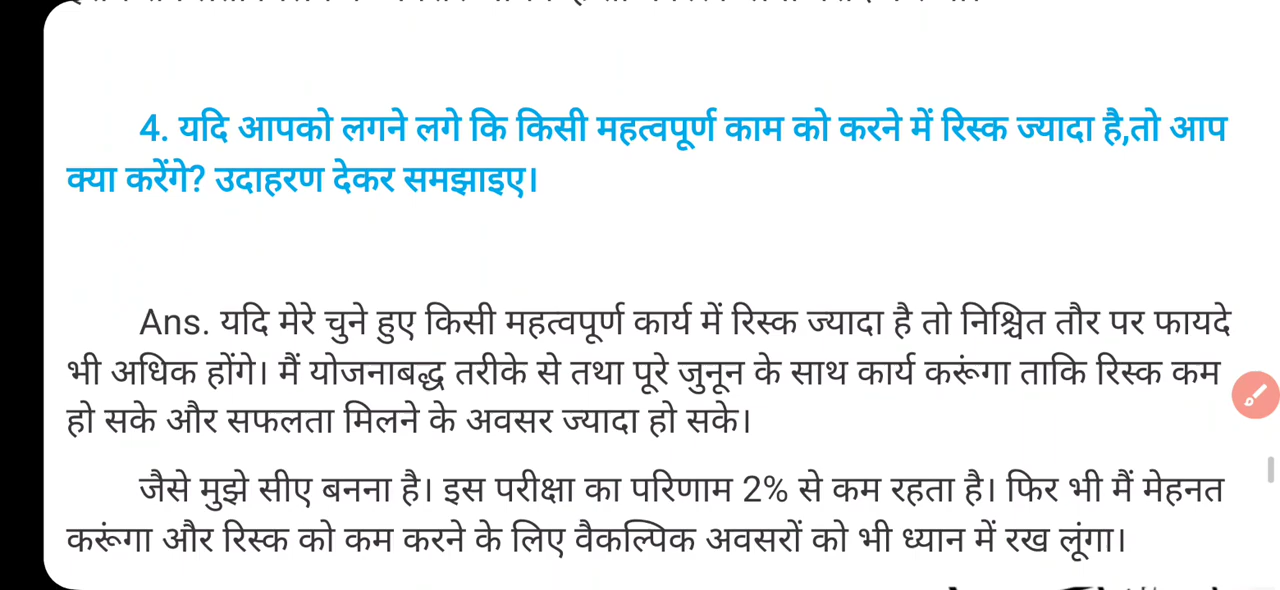 4. यदि आपको लगने लगे कि किसी महत्वपूर्ण काम को करने में रिस्क ज्यादा है,तो आप
क्या करेंगे? उदाहरण देकर समझाइए।
Ans. यदि मेरे चुने हुए किसी महत्वपूर्ण कार्य में रिस्क ज्यादा है तो निश्चित तौर पर फायदे
भी अधिक होंगे। मैं योजनाबद्ध तरीके से तथा पूरे जुनून के साथ कार्य करूंगा ताकि रिस्क कम
हो सके और सफलता मिलने के अवसर ज्यादा हो सके।
जैसे मुझे सीए बनना है। इस परीक्षा का परिणाम 2% से कम रहता है। फिर भी मैं मेहनत
करूंगा और रिस्क को कम करने के लिए वैकल्पिक अवसरों को भी ध्यान में रख लूंगा।